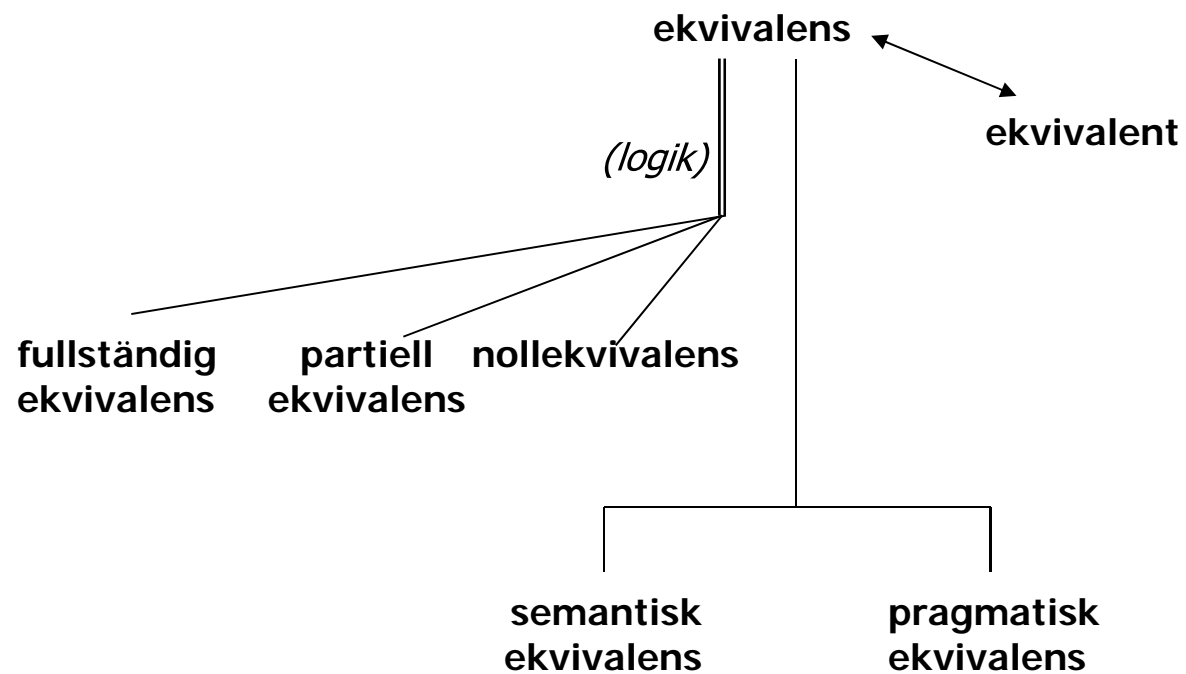 ekvivalens
ekvivalent
(logik)
fullständig
ekvivalens
partiell
ekvivalens
nollekvivalens
semantisk
ekvivalens
pragmatisk
ekvivalens